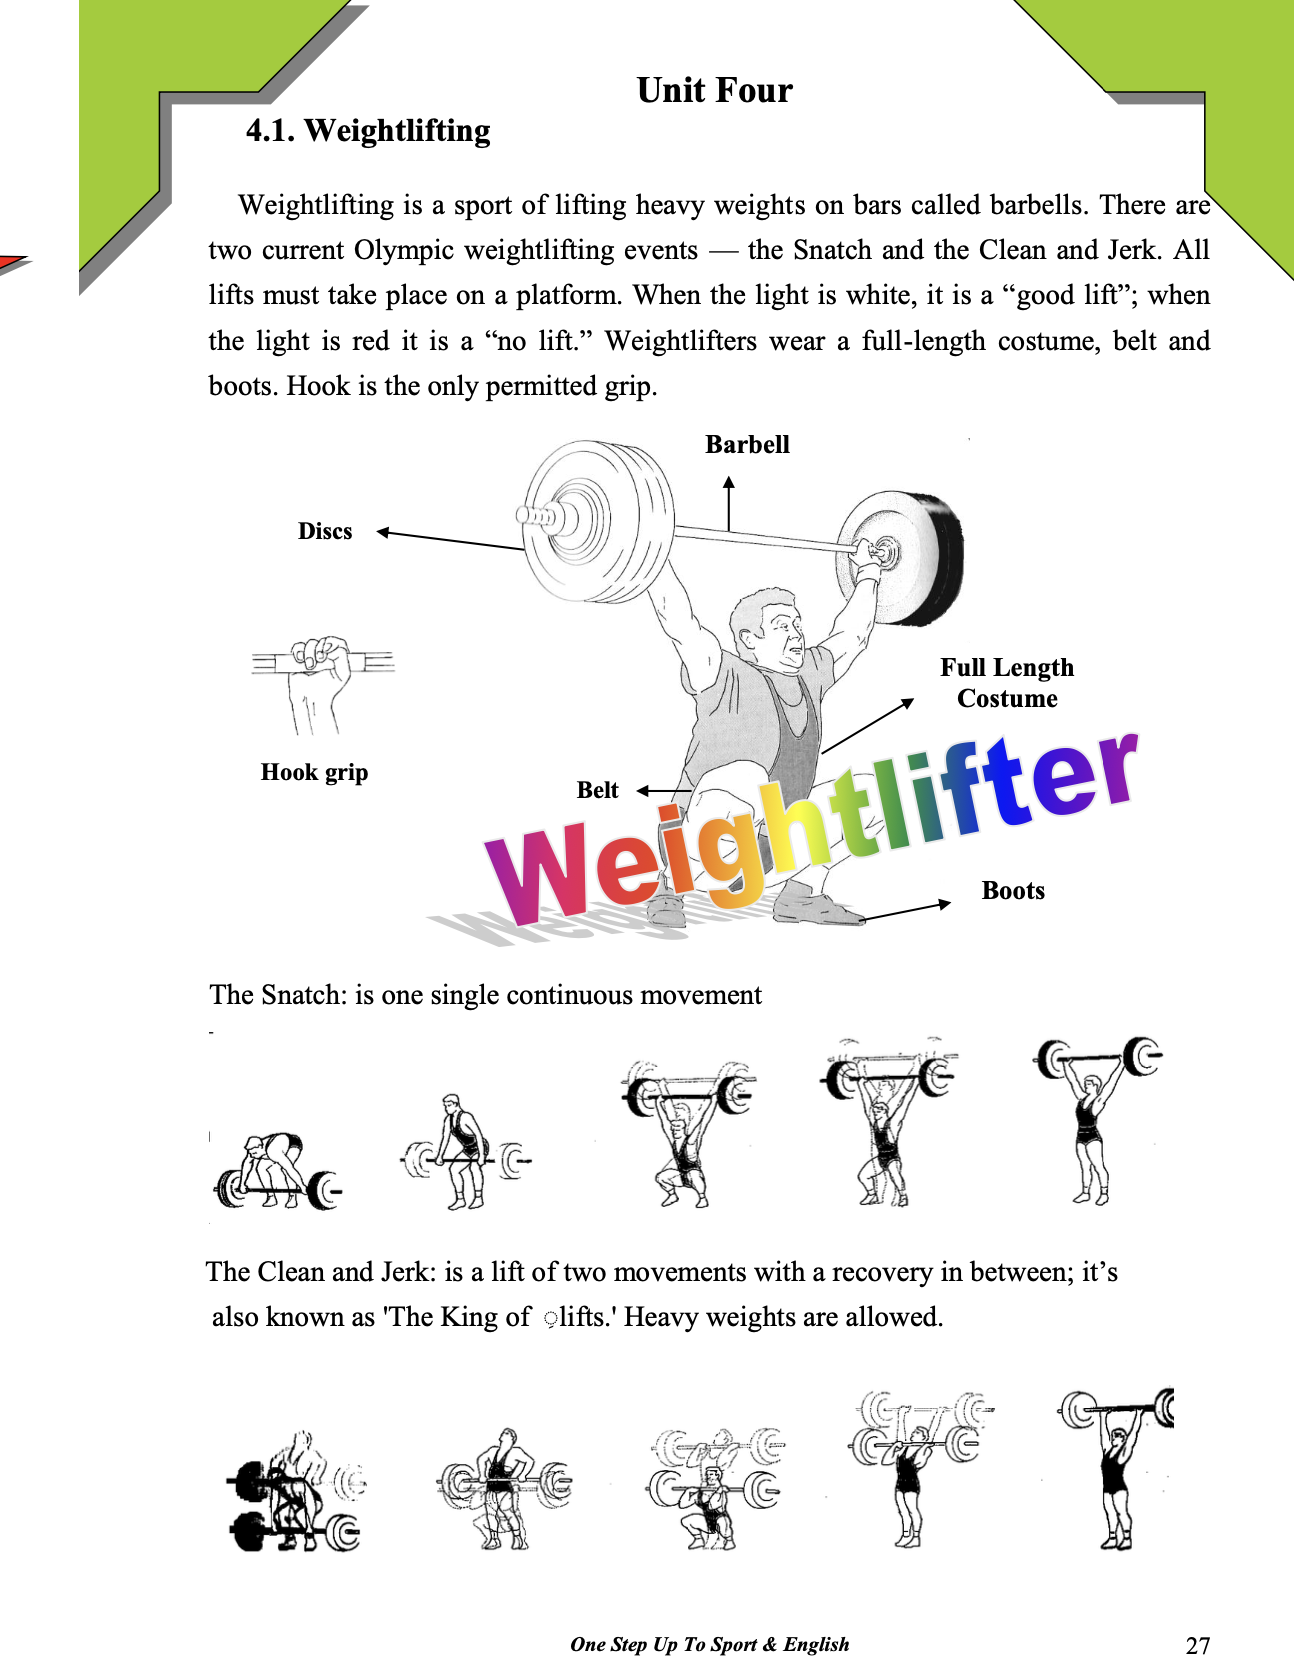 Unit Four
4.1. Weightlifting
Weightlifting is a sport of lifting heavy weights on bars called barbells. There are
two current Olympic weightlifting events — the Snatch and the Clean and Jerk. All
lifts must take place on a platform. When the light is white, it is a “good lift”; when
the light is red it is a “no lift.” Weightlifters wear a full-length costume, belt and
boots. Hook is the only permitted grip.
Barbell
Discs
Full Length
Costume
Hook grip
Belt
Weightlifter
Boots
The Snatch: is one single continuous movement
The Clean and Jerk: is a lift of two movements with a recovery in between; it’s
also known as 'The King of lifts.' Heavy weights are allowed.
One Step Up To Sport & English
27